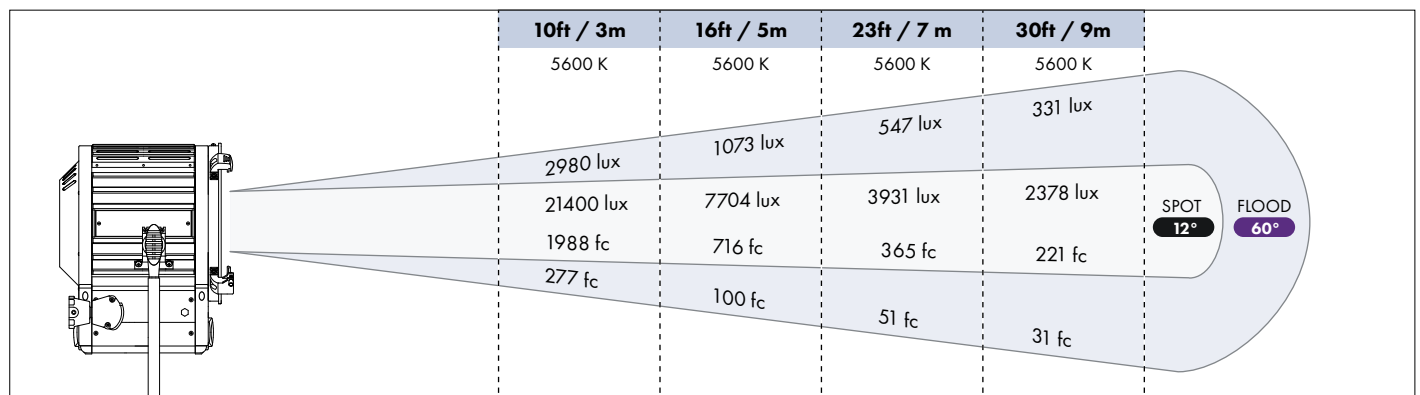 10ft / 3m 16ft / 5m 23ft / 7 m 30ft / 9m
5600 K 5600 K 5600 K 5600 K
2980 lux 1073 lux 547 lux 331 lux
21400 lux 7704 lux 3931 lux 2378 lux
SPOT FLOOD
12° 60°
1988 fc 716 fc 365 fc 221 fc
277 fc 100 fc 51 fc 31 fc